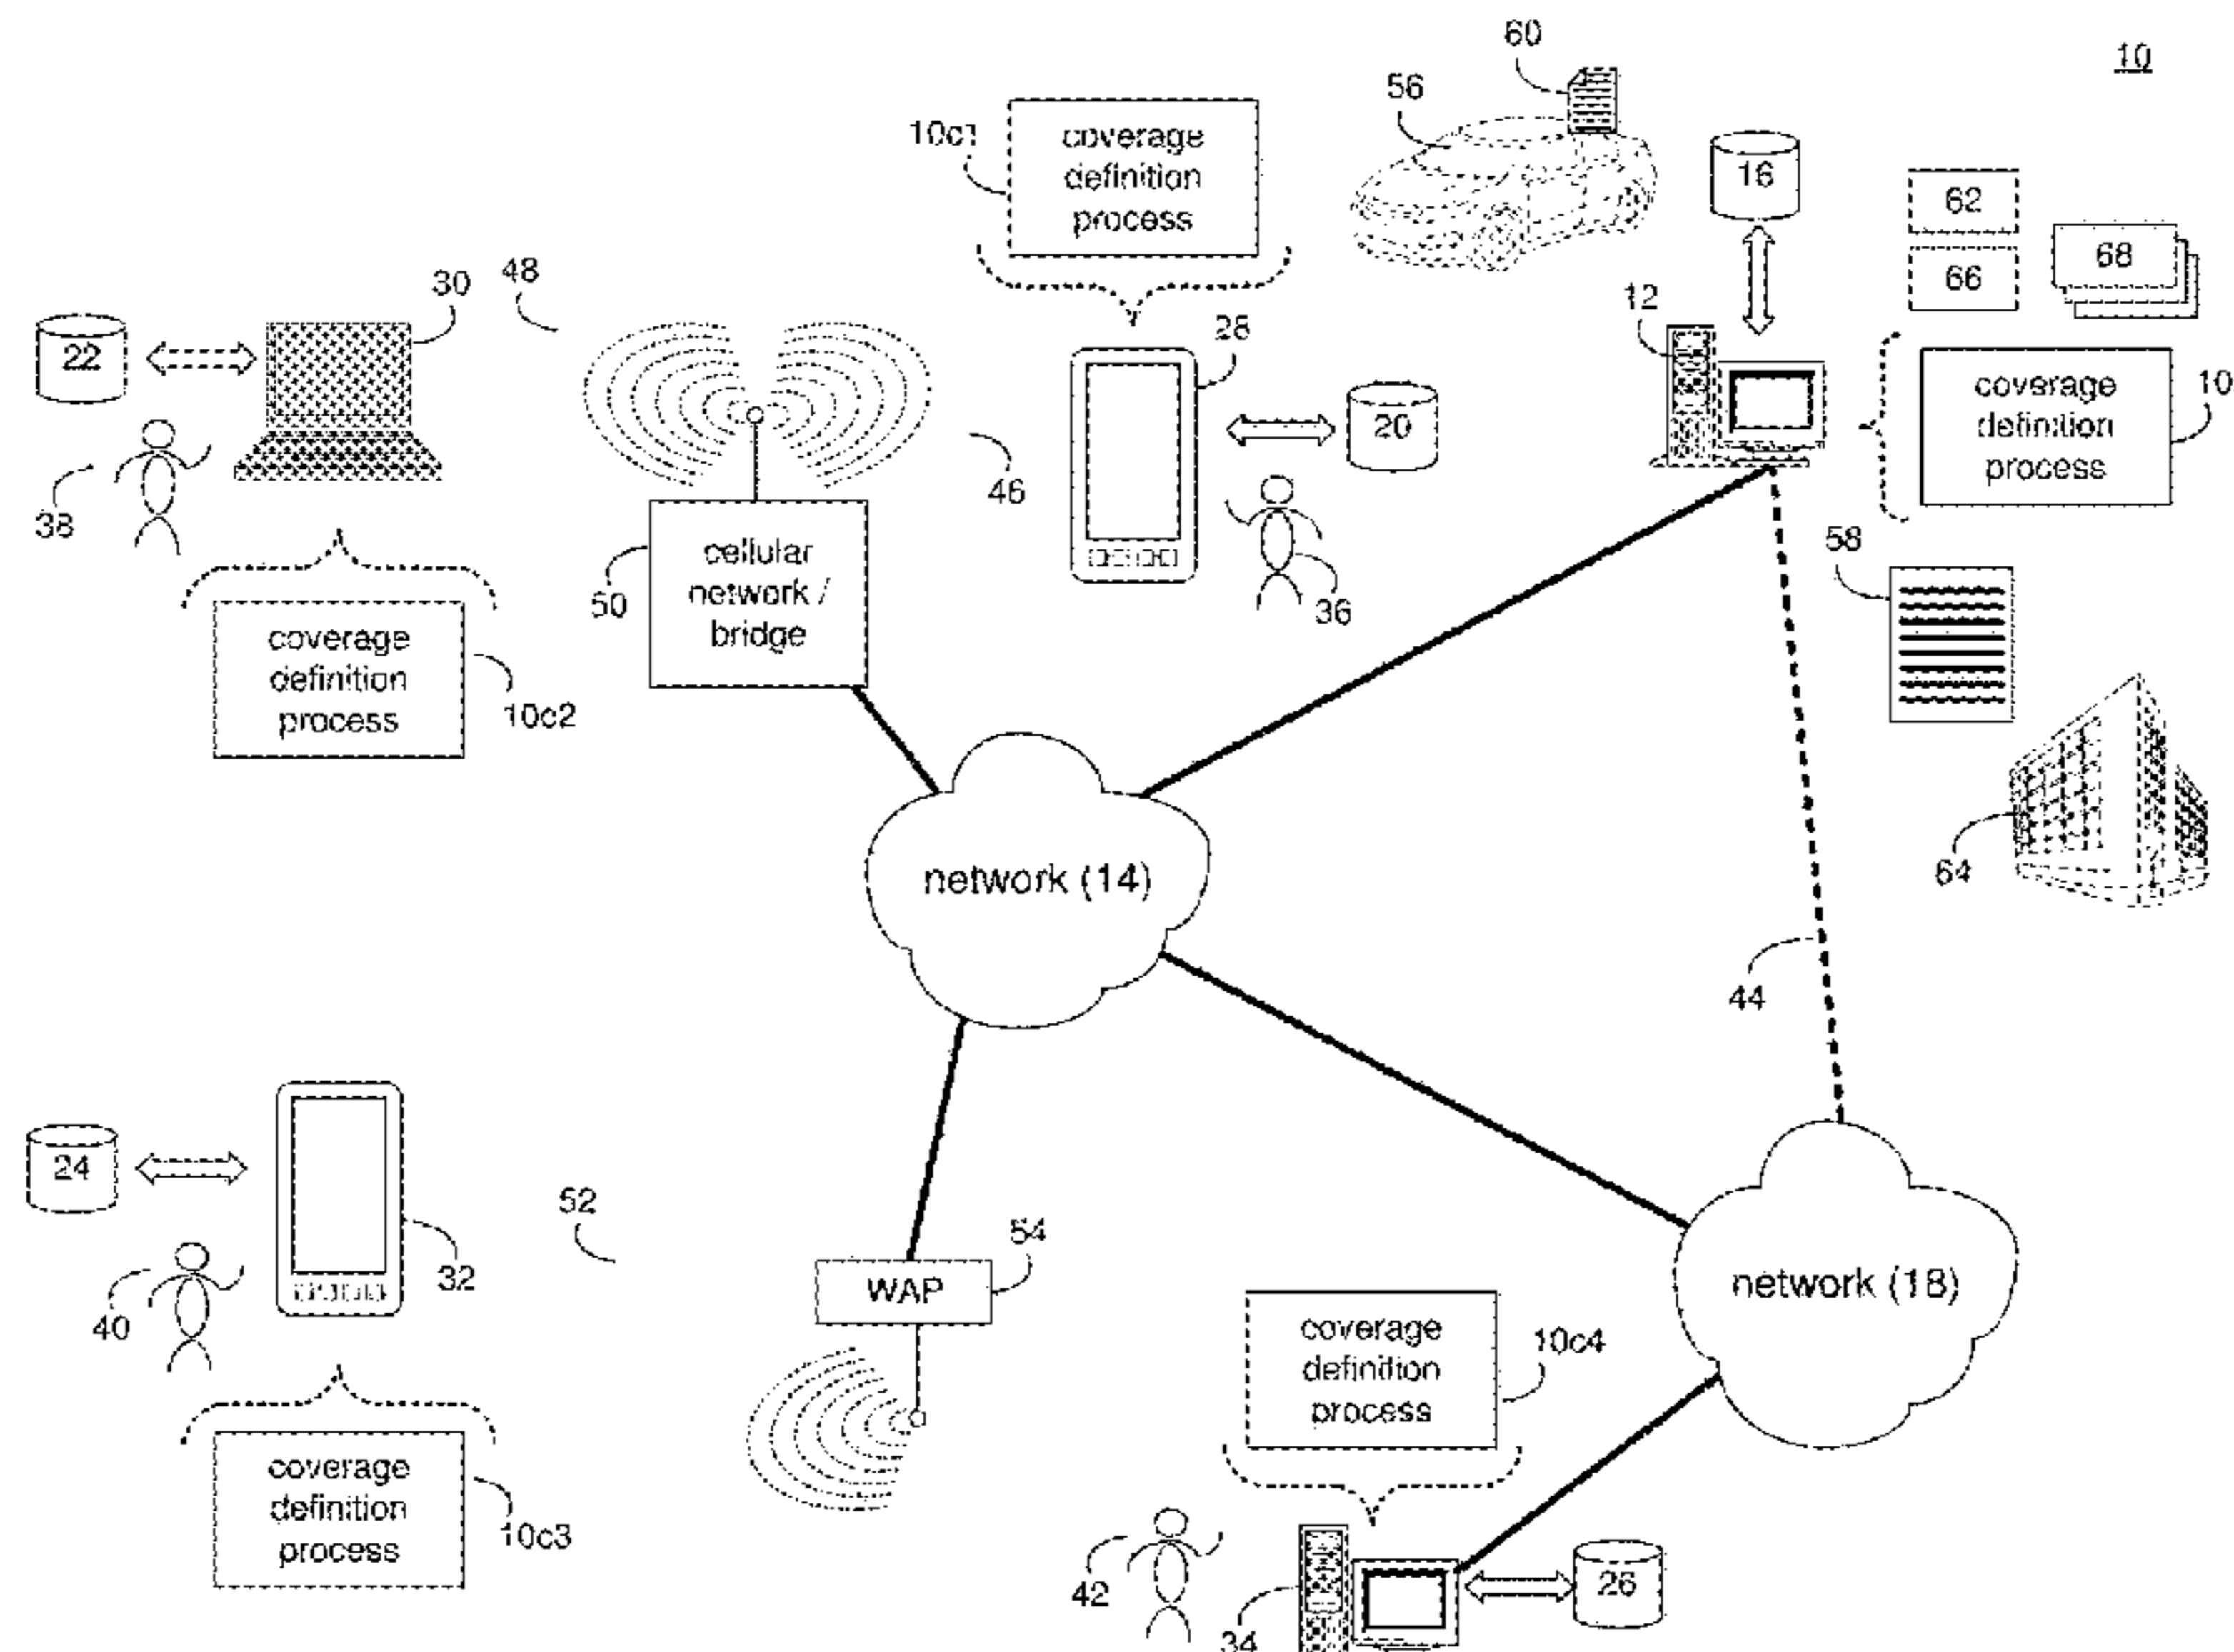 60
10
56
10c1
coverage
definition
process
16
62
68
66
48
30
12
28
22
20
coverage
definition
process
10
46
38
50
cellular
network /
bridge
36
58
coverage
definition
process
10c2
network (14)
64
44
24
52
54
32
WAP
40
network (18)
coverage
definition
process
10c4
coverage
definition
process
10c3
42
34
26